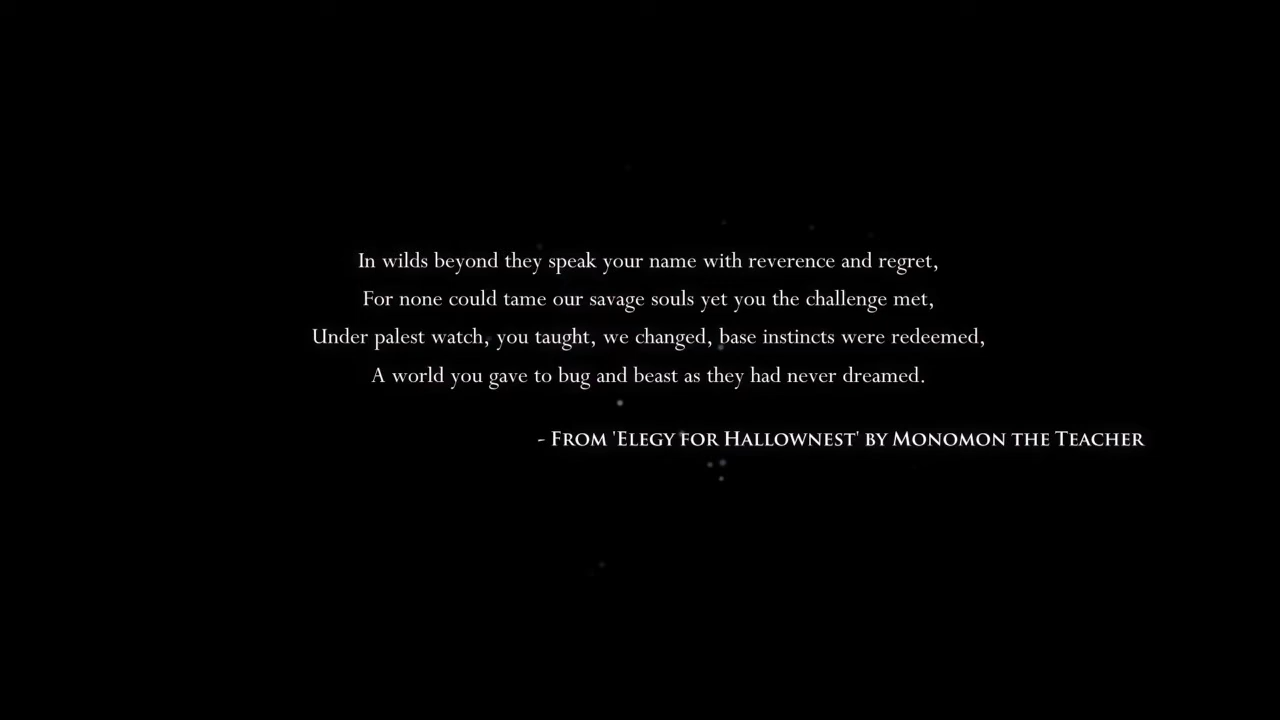 In wilds beyond they speak your name with reverence and regret,
For none could tame our savage souls yet you the challenge met,
Under palest watch, you taught, we changed, base instincts were redeemed,
A world you gave to bug and beast as they had never dreamed.
- From 'Elegy for Hallownest' by Monomon the Teacher